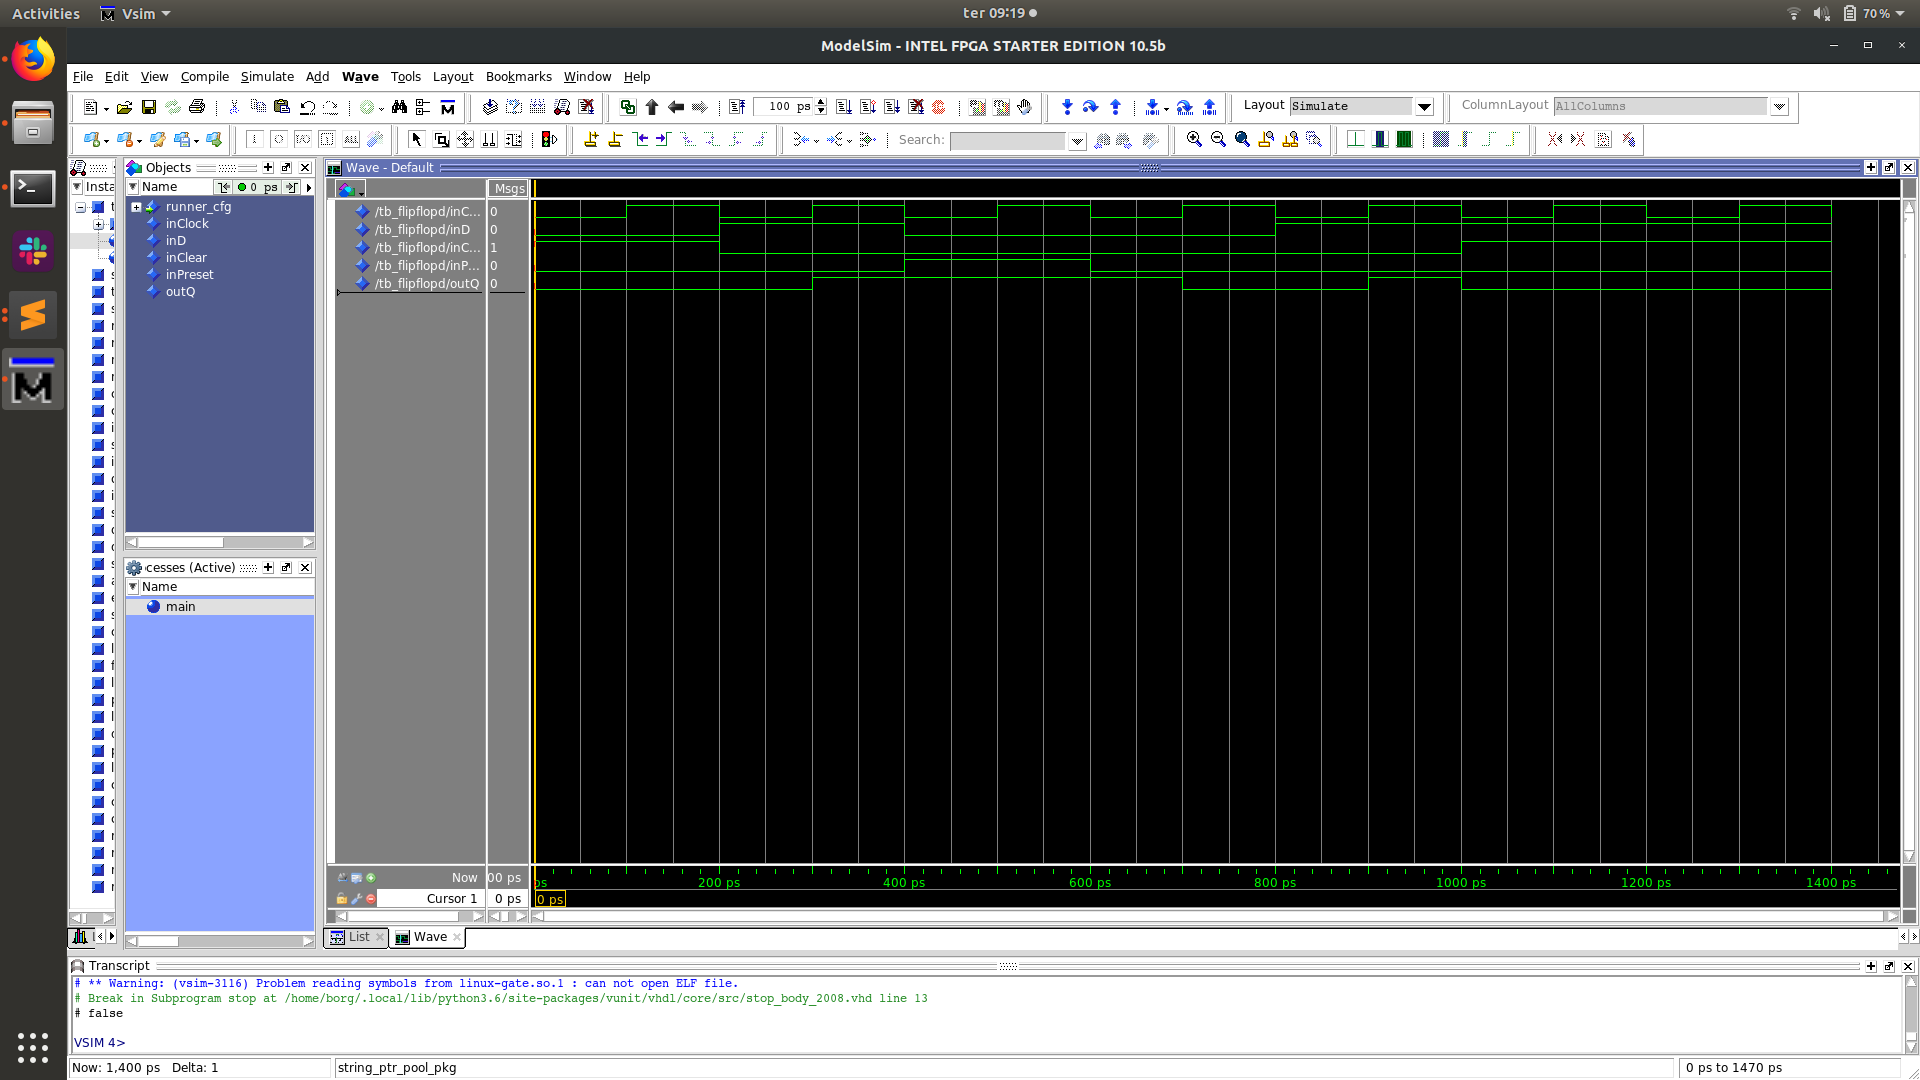 Activities Vsim ter 09:19 70%
ModelSim - INTEL FPGA STARTER EDITION 10.5b
File Edit View Compile Simulate Add Wave Tools Layout Bookmarks Window Help
100 ps Layout Simulate ColumnLayout AllColumns
Search:
Objects
Wave - Default
Insta
Name 0 ps
Msgs
runner_cfg
inClock
inD
inClear
inPreset
outQ
/tb_flipflopd/inC... 0
/tb_flipflopd/inD 0
/tb_flipflopd/inC... 1
/tb_flipflopd/inP... 0
/tb_flipflopd/outQ 0
cesses (Active)
Name
main
Now 00 ps
ps 200 ps 400 ps 600 ps 800 ps 1000 ps 1200 ps 1400 ps
Cursor 1 0 ps 0 ps
List Wave
Transcript
# ** Warning: (vsim-3116) Problem reading symbols from linux-gate.so.1 : can not open ELF file.
# Break in Subprogram stop at /home/borg/.local/lib/python3.6/site-packages/vunit/vhdl/core/src/stop_body_2008.vhd line 13
# false
VSIM 4>
Now: 1,400 ps Delta: 1 string_ptr_pool_pkg 0 ps to 1470 ps